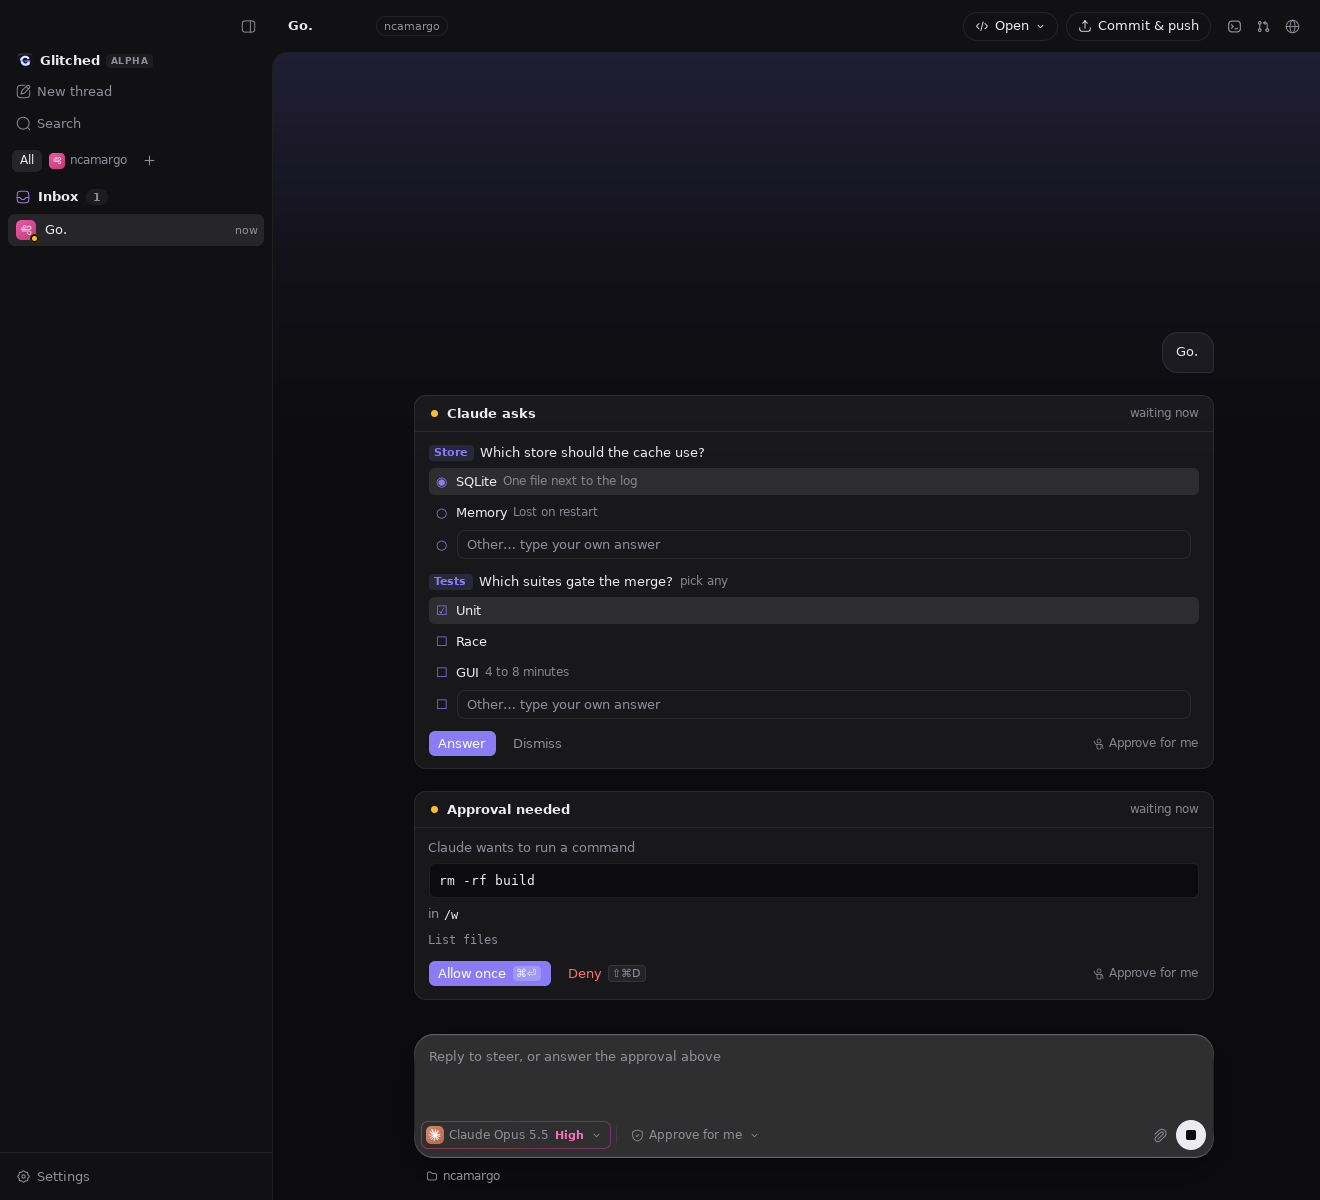 Go.
ncamargo
Open
Commit & push
Glitched ALPHA
New thread
Search
All
ncamargo
Inbox 1
Go. now
Settings
Go.
Claude asks
waiting now
Store Which store should the cache use?
SQLite One file next to the log
Memory Lost on restart
Other... type your own answer
Tests Which suites gate the merge? pick any
Unit
Race
GUI 4 to 8 minutes
Other... type your own answer
Answer
Dismiss
Approve for me
Approval needed
waiting now
Claude wants to run a command
rm -rf build
in /w
List files
Allow once ⌘⏎
Deny ⇧⌘D
Approve for me
Reply to steer, or answer the approval above
Claude Opus 5.5 High
Approve for me
ncamargo